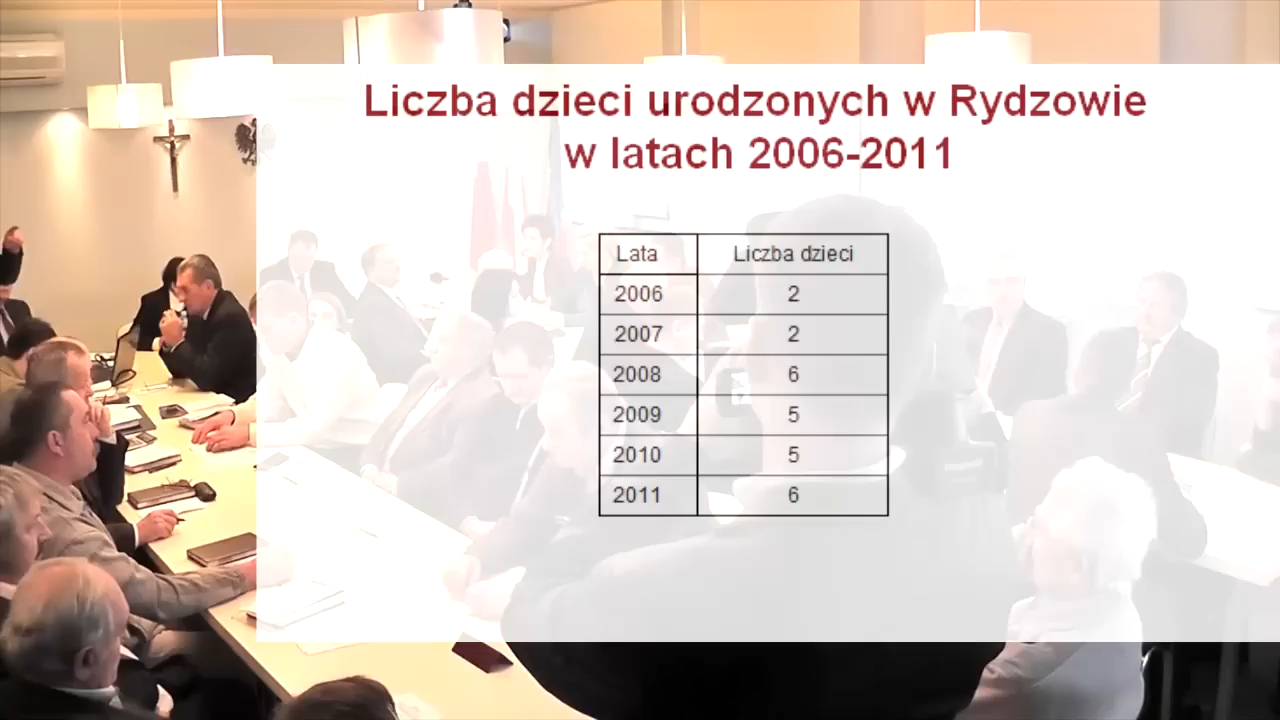 Liczba dzieci urodzonych w Rydzowie
w latach 2006-2011
Lata Liczba dzieci
2006 2
2007 2
2008 6
2009 5
2010 5
2011 6